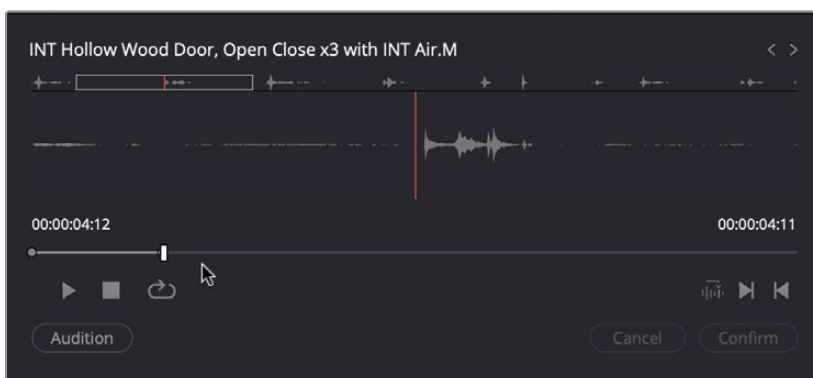 INT Hollow Wood Door, Open Close x3 with INT Air.M
00:00:04:12
00:00:04:11
Audition
Cancel
Confirm